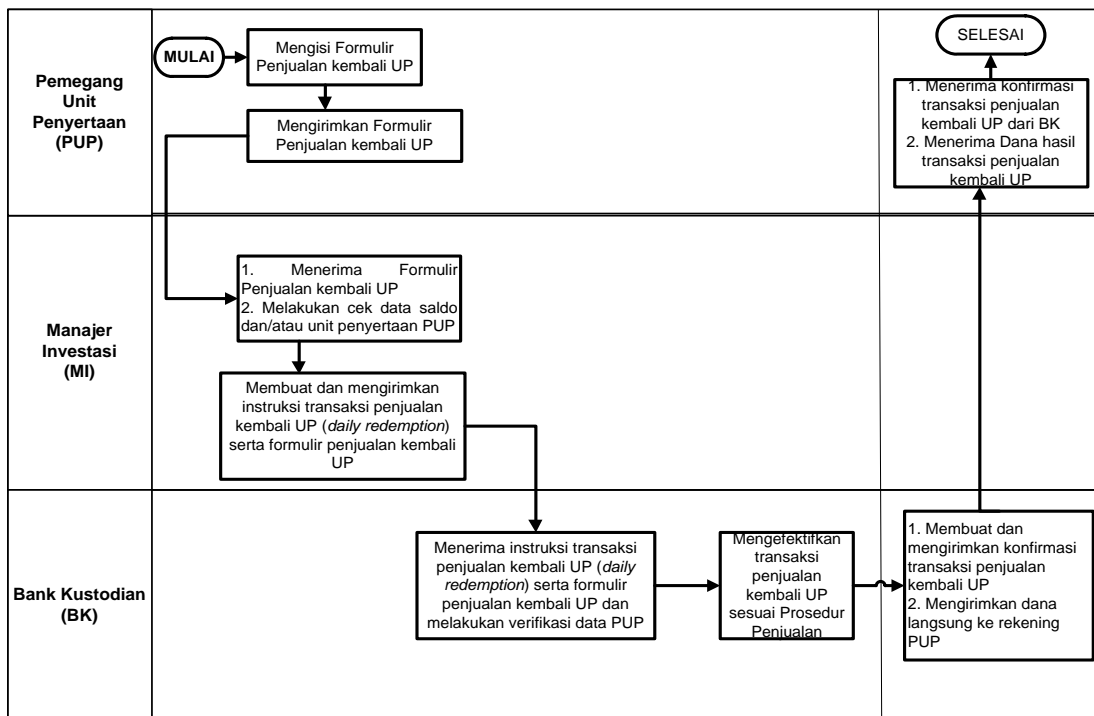 Pemegang
Unit
Penyertaan
(PUP)
MULAI
Mengisi Formulir
Penjualan kembali UP
Mengirimkan Formulir
Penjualan kembali UP
SELESAI
1. Menerima konfirmasi
transaksi penjualan
kembali UP dari BK
2. Menerima Dana hasil
transaksi penjualan
kembali UP
Manajer
Investasi
(MI)
1. Menerima Formulir
Penjualan kembali UP
2. Melakukan cek data saldo
dan/atau unit penyertaan PUP
Membuat dan mengirimkan
instruksi transaksi penjualan
kembali UP (daily redemption)
serta formulir penjualan kembali
UP
Bank Kustodian
(BK)
Menerima instruksi transaksi
penjualan kembali UP (daily
redemption) serta formulir
penjualan kembali UP dan
melakukan verifikasi data PUP
Mengefektifkan
transaksi
penjualan
kembali UP
sesuai Prosedur
Penjualan
1. Membuat dan
mengirimkan konfirmasi
transaksi penjualan
kembali UP
2. Mengirimkan dana
langsung ke rekening
PUP